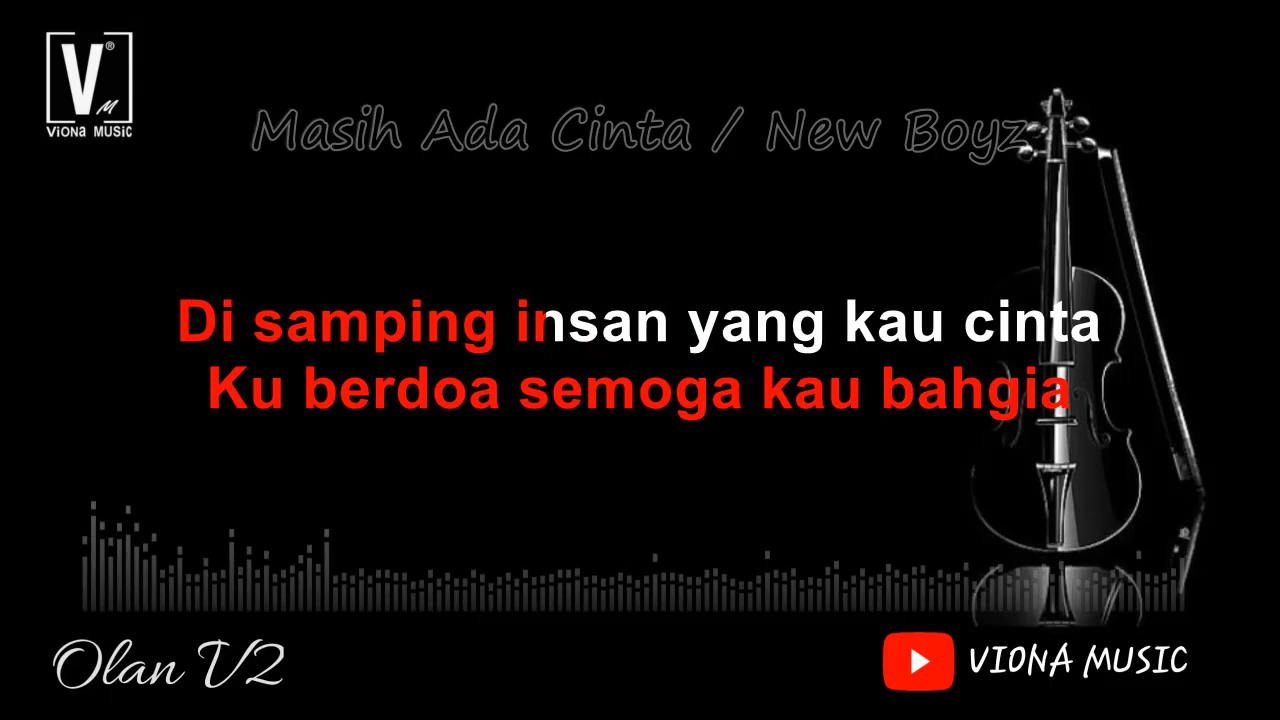 V®
M
ViONa MUSiC
Masih Ada Cinta / New Boyz
Di samping insan yang kau cinta
Ku berdoa semoga kau bahgia
Olan V2
VIONA MUSIC